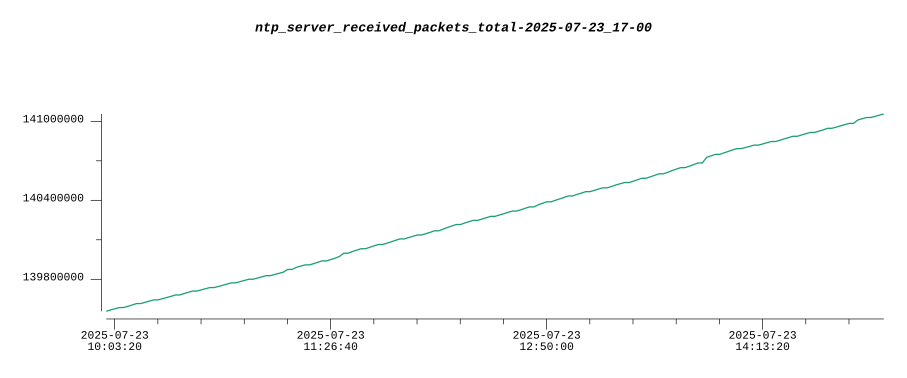 ntp_server_received_packets_total-2025-07-23_17-00
141000000
140400000
139800000
2025-07-23 2025-07-23 2025-07-23 2025-07-23
10:03:20 11:26:40 12:50:00 14:13:20